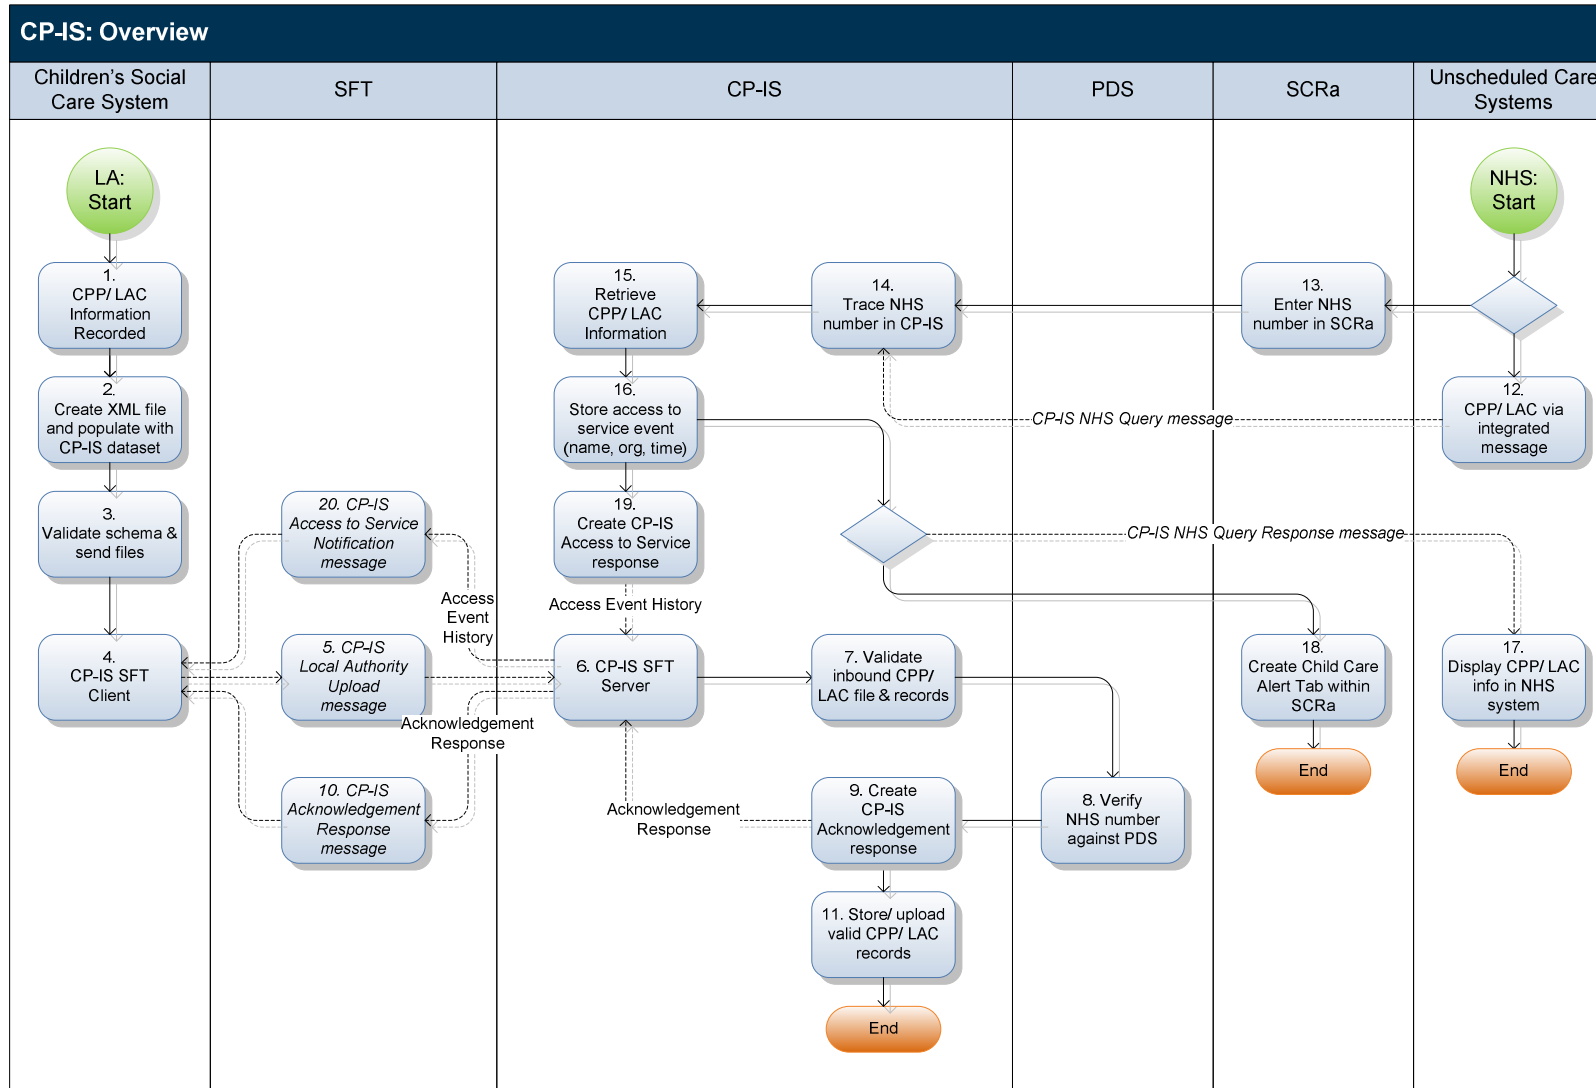 CP-IS: Overview
Children's Social
Care System
SFT
CP-IS
PDS
SCRa
Unscheduled Care
Systems
LA:
Start
NHS:
Start
1.
CPP/ LAC
Information
Recorded
15.
Retrieve
CPP/ LAC
Information
14.
Trace NHS
number in CP-IS
13.
Enter NHS
number in SCRa
2.
Create XML file
and populate with
CP-IS dataset
16.
Store access to
service event
(name, org, time)
CP-IS NHS Query message
12.
CPP/ LAC via
integrated
message
3.
Validate schema &
send files
20. CP-IS
Access to Service
Notification
message
19.
Create CP-IS
Access to Service
response
CP-IS NHS Query Response message
Access
Event
History
Access Event History
4.
CP-IS SFT
Client
5. CP-IS
Local Authority
Upload
message
6. CP-IS SFT
Server
7. Validate
inbound CPP/
LAC file & records
18.
Create Child Care
Alert Tab within
SCRa
17.
Display CPP/ LAC
info in NHS
system
Acknowledgement
Response
End
End
10. CP-IS
Acknowledgement
Response
message
Acknowledgement
Response
9. Create
CP-IS
Acknowledgement
response
8. Verify
NHS number
against PDS
11. Store/ upload
valid CPP/ LAC
records
End